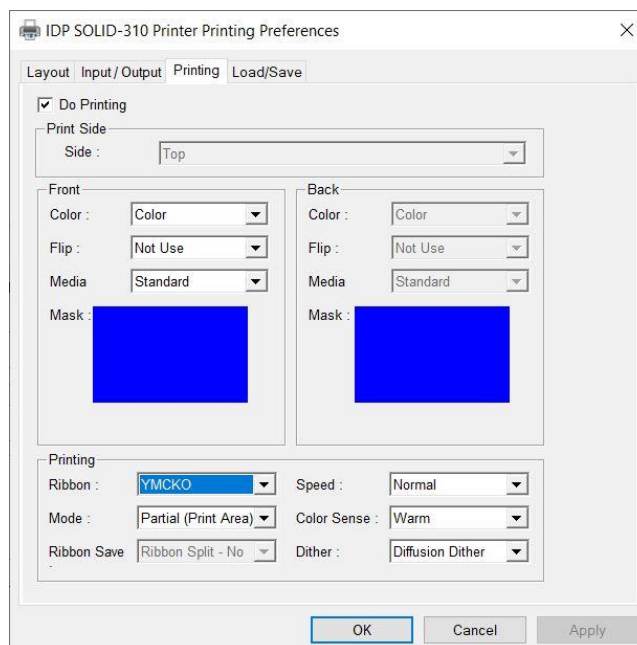 IDP SOLID-310 Printer Printing Preferences
Layout Input / Output Printing Load/Save
Do Printing
Print Side
Side : Top
Front
Color : Color
Flip : Not Use
Media Standard
Mask :
Back
Color : Color
Flip : Not Use
Media Standard
Mask :
Printing
Ribbon : YMCKO Speed : Normal
Mode : Partial (Print Area) Color Sense : Warm
Ribbon Save Ribbon Split - No Dither : Diffusion Dither
OK Cancel Apply